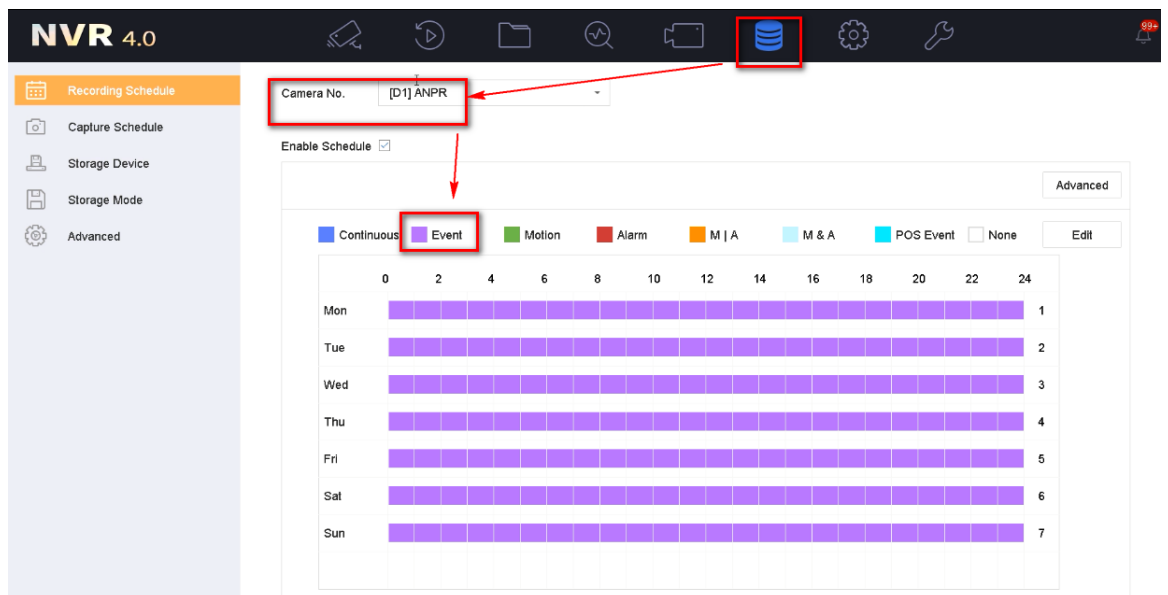 NVR 4.0
99+
Recording Schedule
Capture Schedule
Storage Device
Storage Mode
Advanced
Camera No. [D1] ANPR
Enable Schedule
Advanced
Continuous Event Motion Alarm M | A M & A POS Event None Edit
0 2 4 6 8 10 12 14 16 18 20 22 24
Mon 1
Tue 2
Wed 3
Thu 4
Fri 5
Sat 6
Sun 7